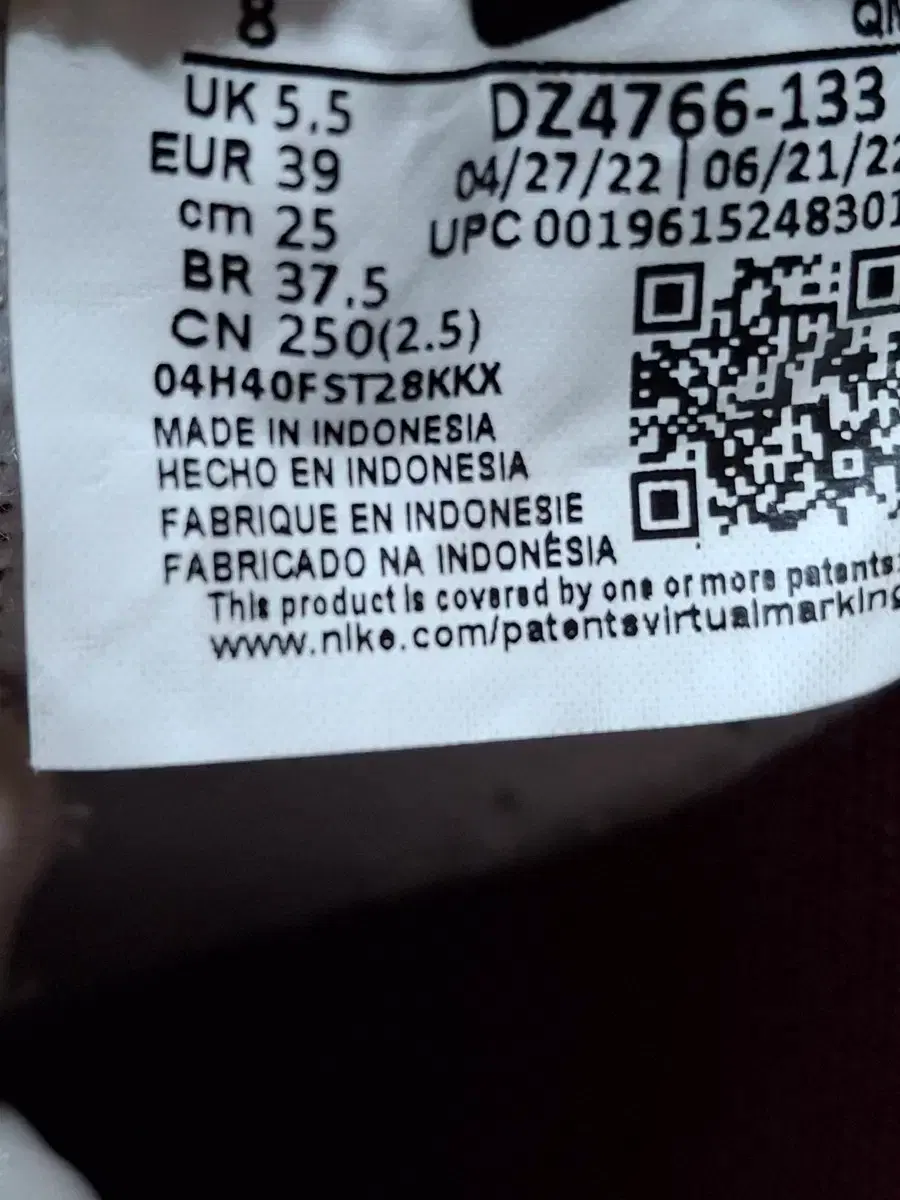 8
UK 5.5 DZ4766-133
EUR 39 04/27/22 | 06/21/22
cm 25 UPC 0019615248301
BR 37.5
CN 250(2.5)
04H40FST28KKX
MADE IN INDONESIA
HECHO EN INDONESIA
FABRIQUE EN INDONESIE
FABRICADO NA INDONÉSIA
This product is covered by one or more patents:
www.nike.com/patentsvirtualmarking